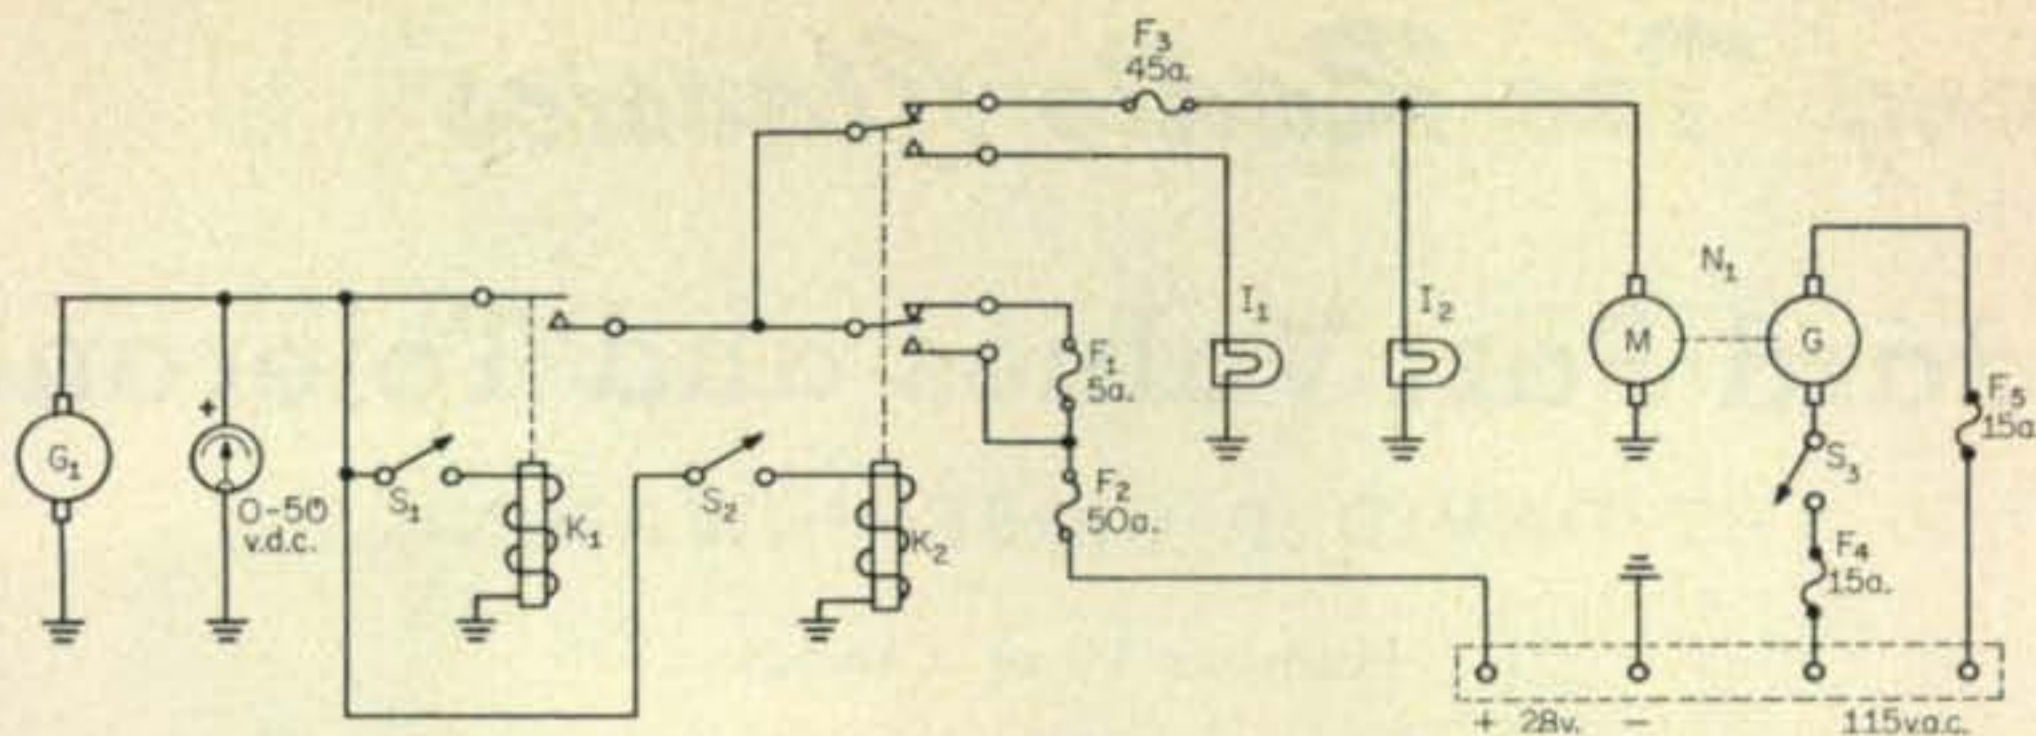 F3
45a.
N1
I1
I2
M
G
F1
5a.
F5
15a
+
G1
0-50
v.d.c.
S1
K1
S2
K2
F2
50a.
S3
F4
15a.
+ 28v. -
115v.a.c.